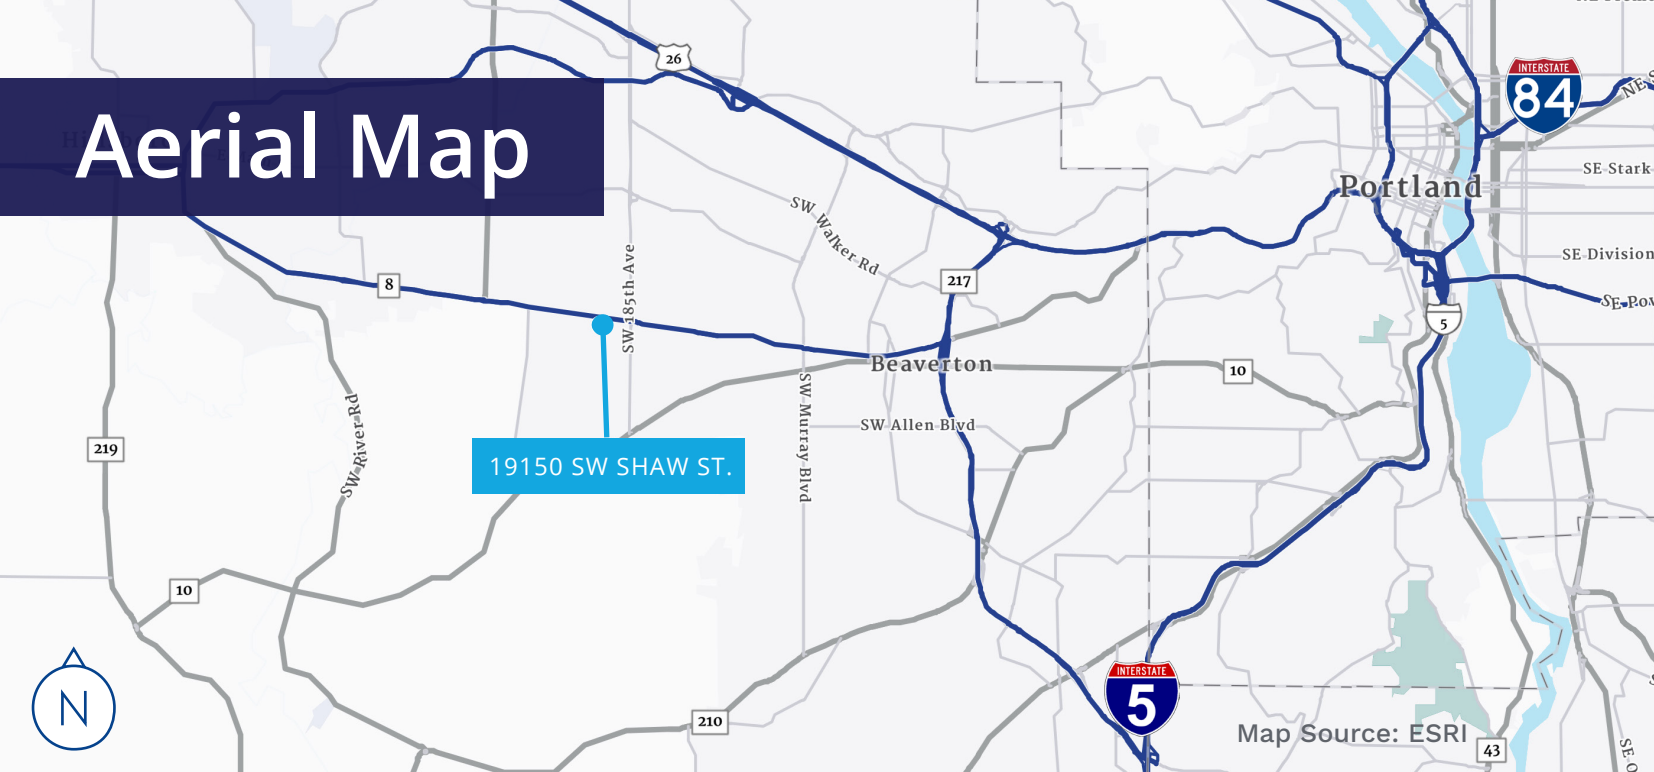 Aerial Map
26
INTERSTATE
84
SE Stark
Portland
SW Walker Rd
SW 185th Ave
SE Division
217
8
5
Beaverton
10
SW Murray Blvd
SW Allen Blvd
SW River Rd
219
19150 SW SHAW ST.
10
N
210
INTERSTATE
5
Map Source: ESRI
43